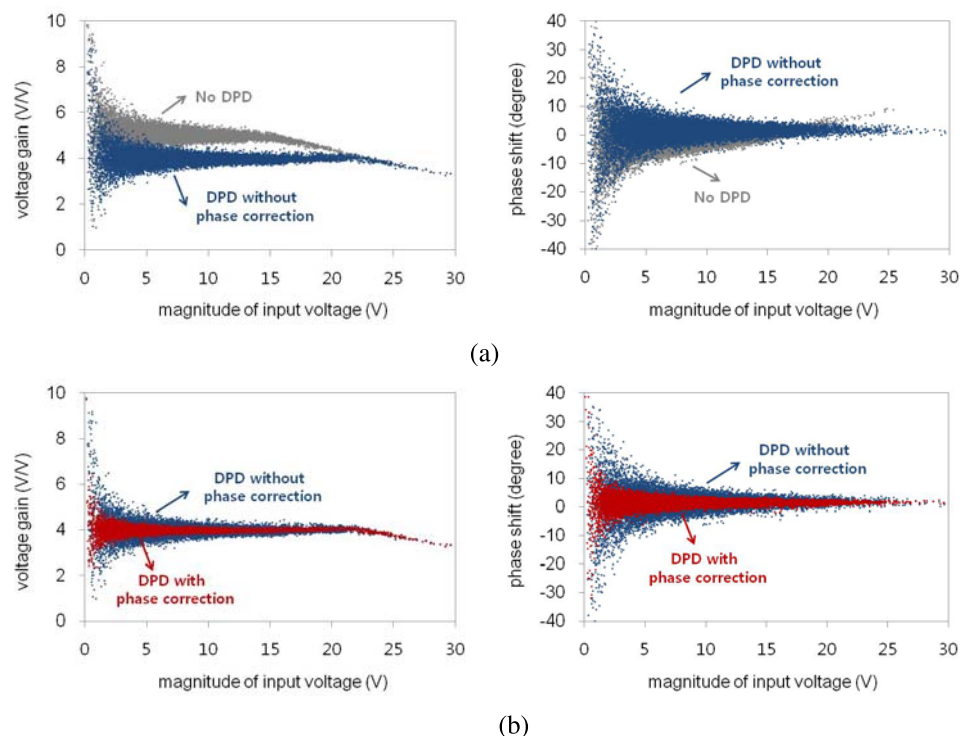 (a)
voltage gain (V/V)
10
8
6
4
2
0
No DPD
DPD without
phase correction
0 5 10 15 20 25 30
magnitude of input voltage (V)
phase shift (degree)
40
30
20
10
0
-10
-20
-30
-40
DPD without
phase correction
No DPD
0 5 10 15 20 25 30
magnitude of input voltage (V)
(b)
voltage gain (V/V)
10
8
6
4
2
0
DPD without
phase correction
DPD with
phase correction
0 5 10 15 20 25 30
magnitude of input voltage (V)
phase shift (degree)
40
30
20
10
0
-10
-20
-30
-40
DPD without
phase correction
DPD with
phase correction
0 5 10 15 20 25 30
magnitude of input voltage (V)